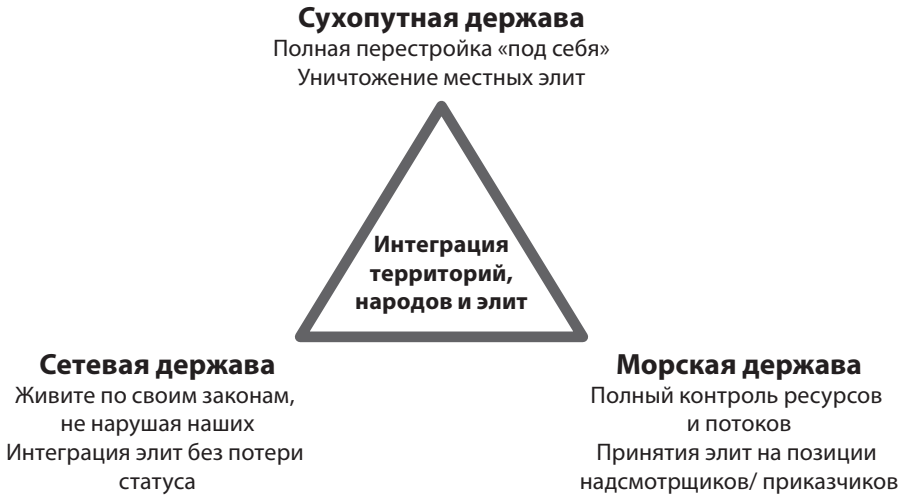 Сухопутная держава
Полная перестройка «под себя»
Уничтожение местных элит
Интеграция
территорий,
народов и элит
Сетевая держава
Живите по своим законам,
не нарушая наших
Интеграция элит без потери
статуса
Морская держава
Полный контроль ресурсов
и потоков
Принятия элит на позиции
надсмотрщиков/ приказчиков